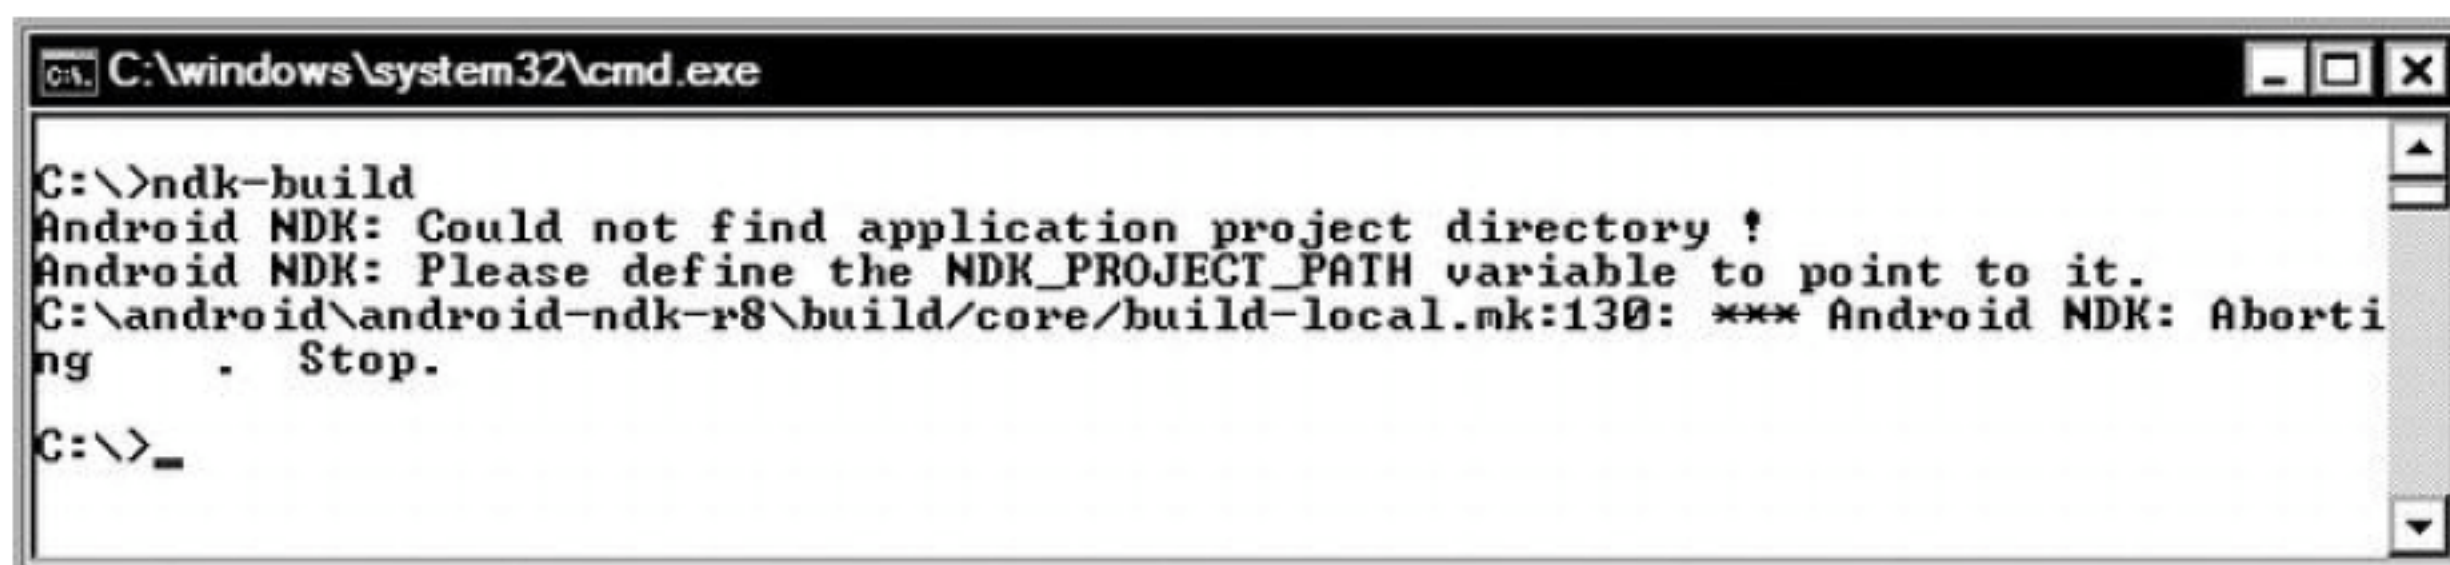 C:\windows\system32\cmd.exe
C:\>ndk-build
Android NDK: Could not find application project directory !
Android NDK: Please define the NDK_PROJECT_PATH variable to point to it.
C:\android\android-ndk-r8\build/core/build-local.mk:130: *** Android NDK: Aborti
ng    .  Stop.
C:\>_